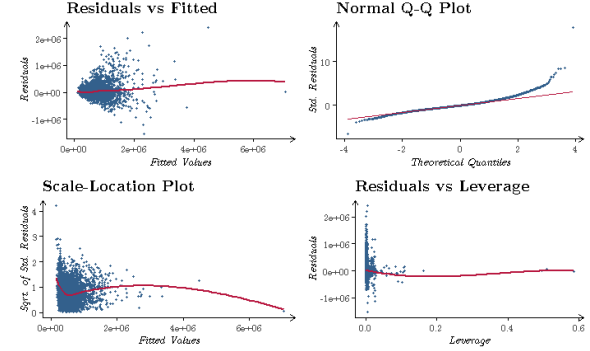 Residuals vs Fitted
Normal Q-Q Plot
Residuals
2e+06
1e+06
0e+00
-1e+06
0e+00 2e+06 4e+06 6e+06
Fitted Values
Std. Residuals
10
0
-4 -2 0 2 4
Theoretical Quantiles
Scale-Location Plot
Residuals vs Leverage
Sqrt. of Std. Residuals
4
3
2
1
0
0e+00 2e+06 4e+06 6e+06
Fitted Values
Residuals
2e+06
1e+06
0e+00
-1e+06
0.0 0.2 0.4 0.6
Leverage